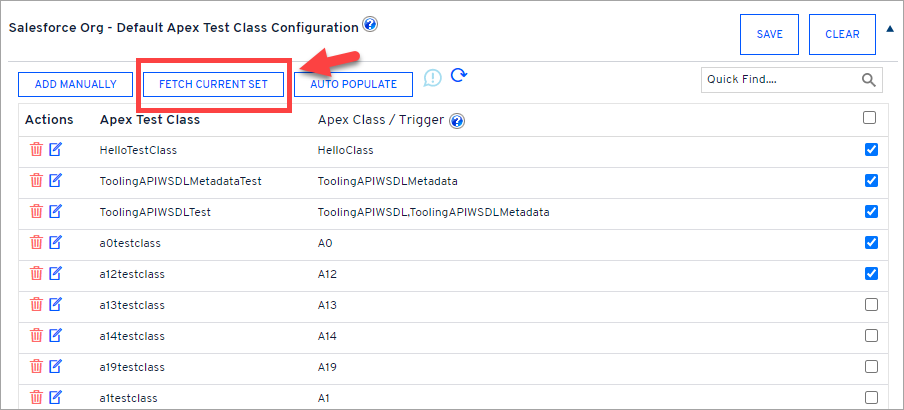 Salesforce Org - Default Apex Test Class Configuration ?
SAVE CLEAR
ADD MANUALLY FETCH CURRENT SET AUTO POPULATE ! Quick Find....
Actions Apex Test Class Apex Class / Trigger ?
HelloTestClass HelloClass
ToolingAPIWSDLMetadataTest ToolingAPIWSDLMetadata
ToolingAPIWSDLTest ToolingAPIWSDL,ToolingAPIWSDLMetadata
a0testclass A0
a12testclass A12
a13testclass A13
a14testclass A14
a19testclass A19
a1testclass A1